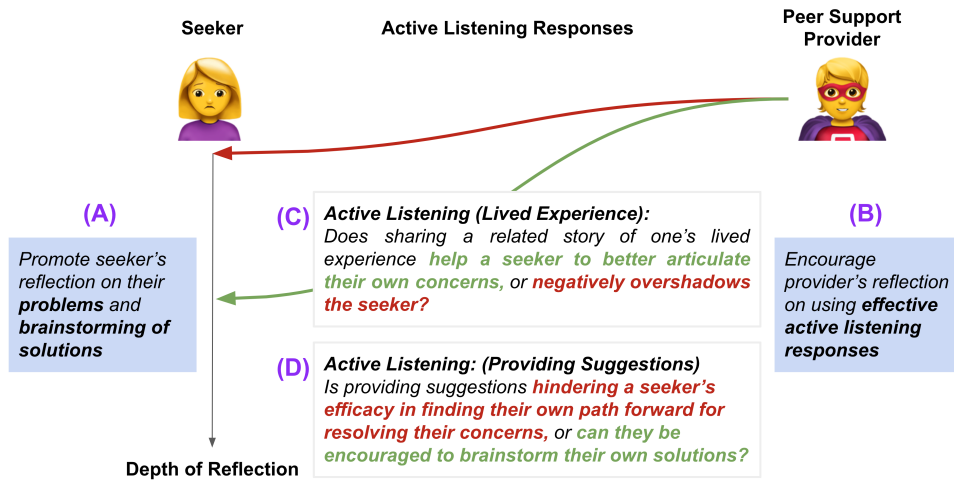 Seeker
Active Listening Responses
Peer Support
Provider
(A)
Promote seeker's
reflection on their
problems and
brainstorming of
solutions
(C)
Active Listening (Lived Experience):
Does sharing a related story of one's lived
experience help a seeker to better articulate
their own concerns, or negatively overshadows
the seeker?
(B)
Encourage
provider's reflection
on using effective
active listening
responses
(D)
Active Listening: (Providing Suggestions)
Is providing suggestions hindering a seeker's
efficacy in finding their own path forward for
resolving their concerns, or can they be
encouraged to brainstorm their own solutions?
Depth of Reflection